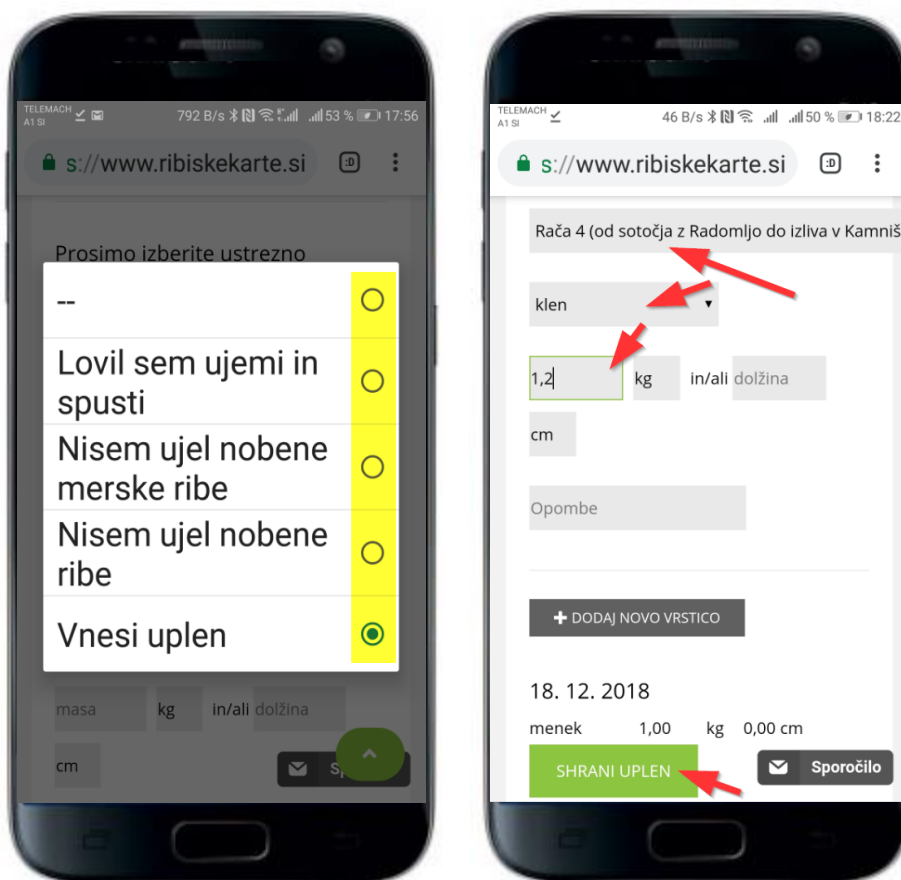 TELEMACH
A1 SI
792 B/s 53 % 17:56
s://www.ribiskekarte.si :D
Prosimo izberite ustrezno
--
Lovil sem ujemi in
spusti
Nisem ujel nobene
merske ribe
Nisem ujel nobene
ribe
Vnesi uplen
masa kg in/ali dolžina
cm
TELEMACH
A1 SI
46 B/s 50 % 18:22
s://www.ribiskekarte.si :D
Rača 4 (od sotočja z Radomljo do izliva v Kamniš
klen
1,2 kg in/ali dolžina
cm
Opombe
DODAJ NOVO VRSTICO
18. 12. 2018
menek 1,00 kg 0,00 cm
SHRANI UPLEN
Sporočilo